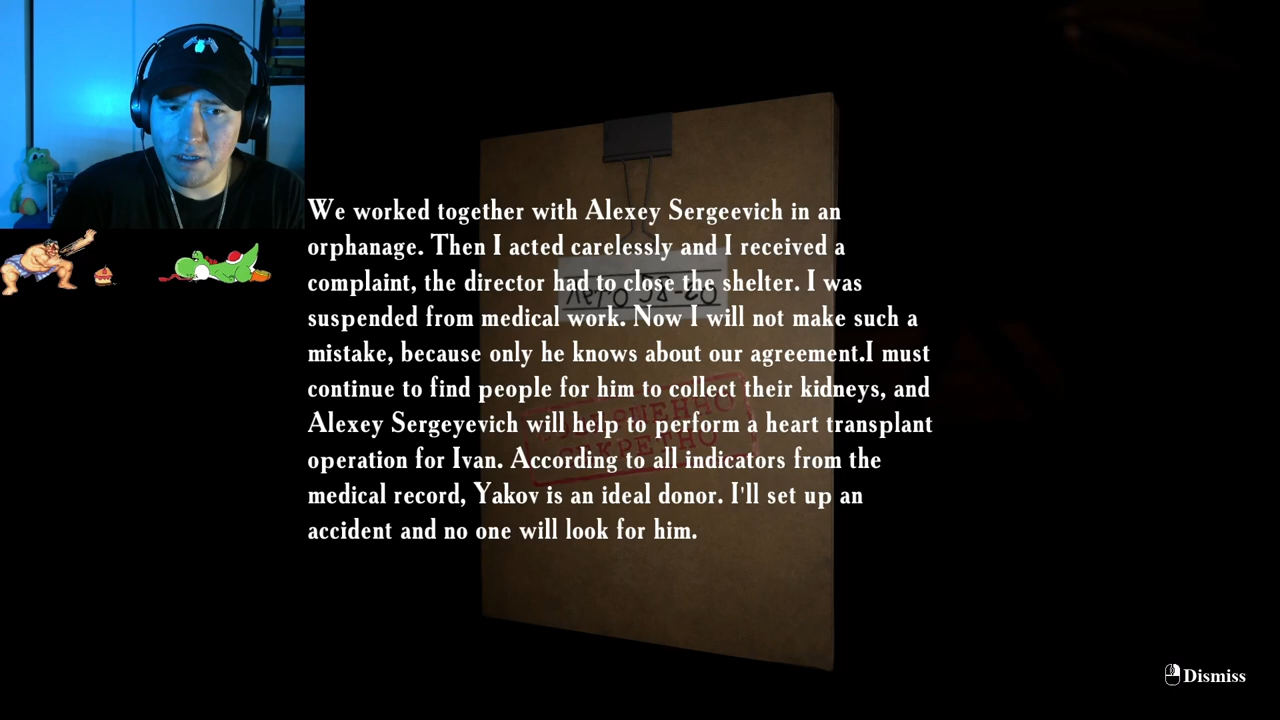 We worked together with Alexey Sergeevich in an
orphanage. Then I acted carelessly and I received a
complaint, the director had to close the shelter. I was
suspended from medical work. Now I will not make such a
mistake, because only he knows about our agreement.I must
continue to find people for him to collect their kidneys, and
Alexey Sergeyevich will help to perform a heart transplant
operation for Ivan. According to all indicators from the
medical record, Yakov is an ideal donor. I'll set up an
accident and no one will look for him.
Dismiss